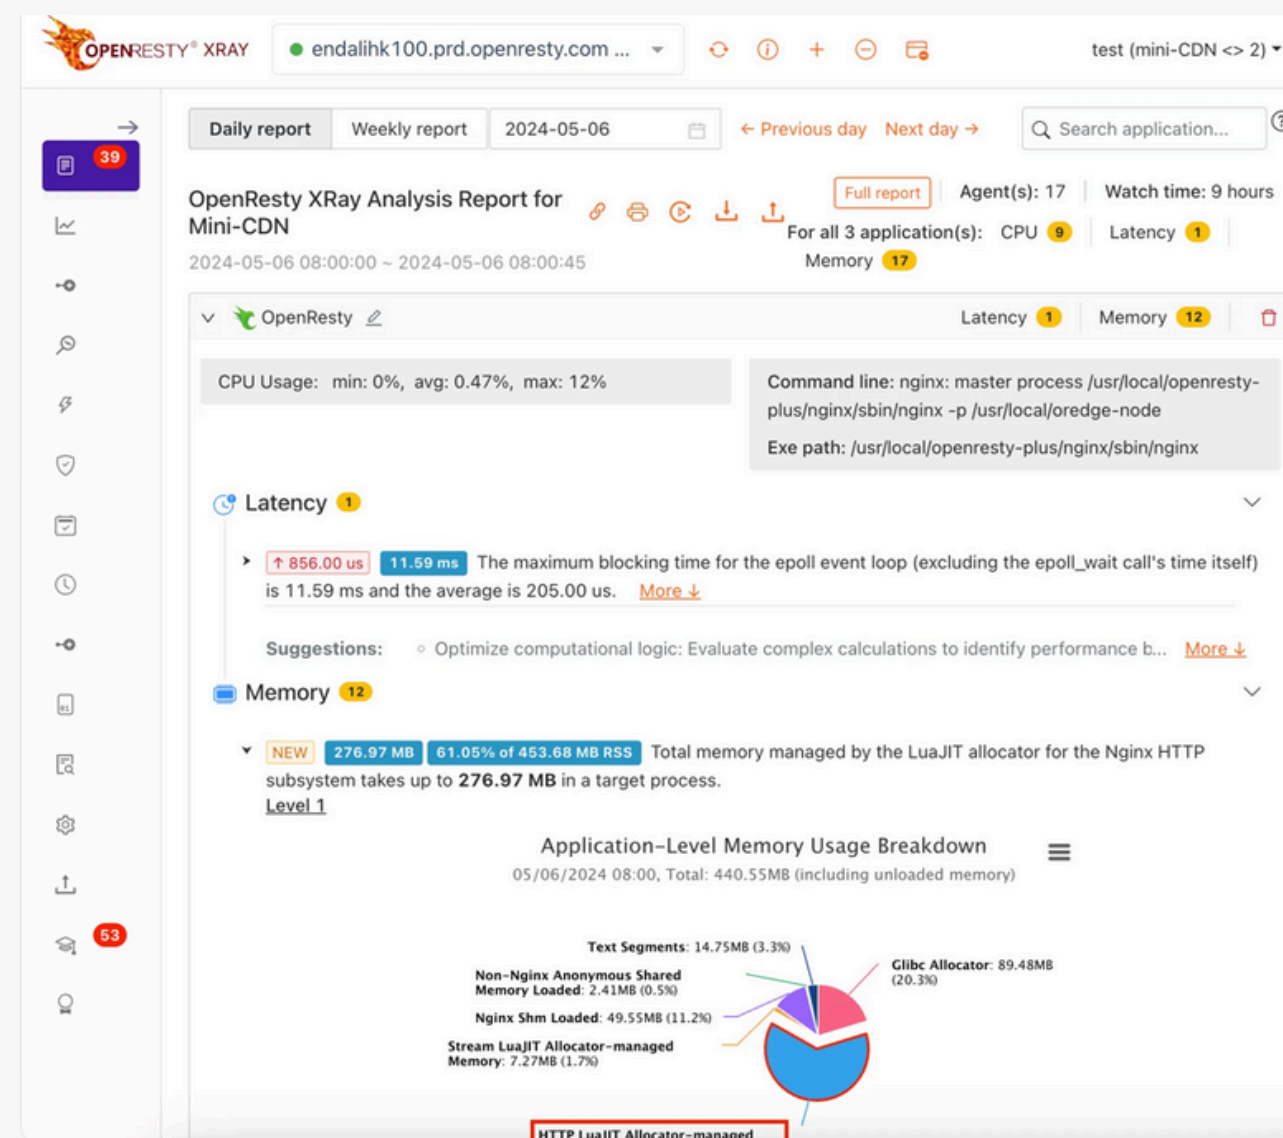 OPENRESTY® XRAY
endalihk100.prd.openresty.com ...
test (mini-CDN <> 2)
39
Daily report
Weekly report
2024-05-06
← Previous day
Next day →
Search application...
OpenResty XRay Analysis Report for
Mini-CDN
2024-05-06 08:00:00 ~ 2024-05-06 08:00:45
Full report
Agent(s): 17
Watch time: 9 hours
For all 3 application(s): CPU 9
Latency 1
Memory 17
OpenResty
Latency 1
Memory 12
CPU Usage: min: 0%, avg: 0.47%, max: 12%
Command line: nginx: master process /usr/local/openresty-
plus/nginx/sbin/nginx -p /usr/local/oredge-node
Exe path: /usr/local/openresty-plus/nginx/sbin/nginx
Latency 1
↑ 856.00 us 11.59 ms The maximum blocking time for the epoll event loop (excluding the epoll_wait call's time itself)
is 11.59 ms and the average is 205.00 us. More ↓
Suggestions: ○ Optimize computational logic: Evaluate complex calculations to identify performance b... More ↓
Memory 12
NEW 276.97 MB 61.05% of 453.68 MB RSS Total memory managed by the LuaJIT allocator for the Nginx HTTP
subsystem takes up to 276.97 MB in a target process.
Level 1
Application-Level Memory Usage Breakdown
05/06/2024 08:00, Total: 440.55MB (including unloaded memory)
53
Text Segments: 14.75MB (3.3%)
Glibc Allocator: 89.48MB
(20.3%)
Non-Nginx Anonymous Shared
Memory Loaded: 2.41MB (0.5%)
Nginx Shm Loaded: 49.55MB (11.2%)
Stream LuaJIT Allocator-managed
Memory: 7.27MB (1.7%)
HTTP LuaJIT Allocator-managed